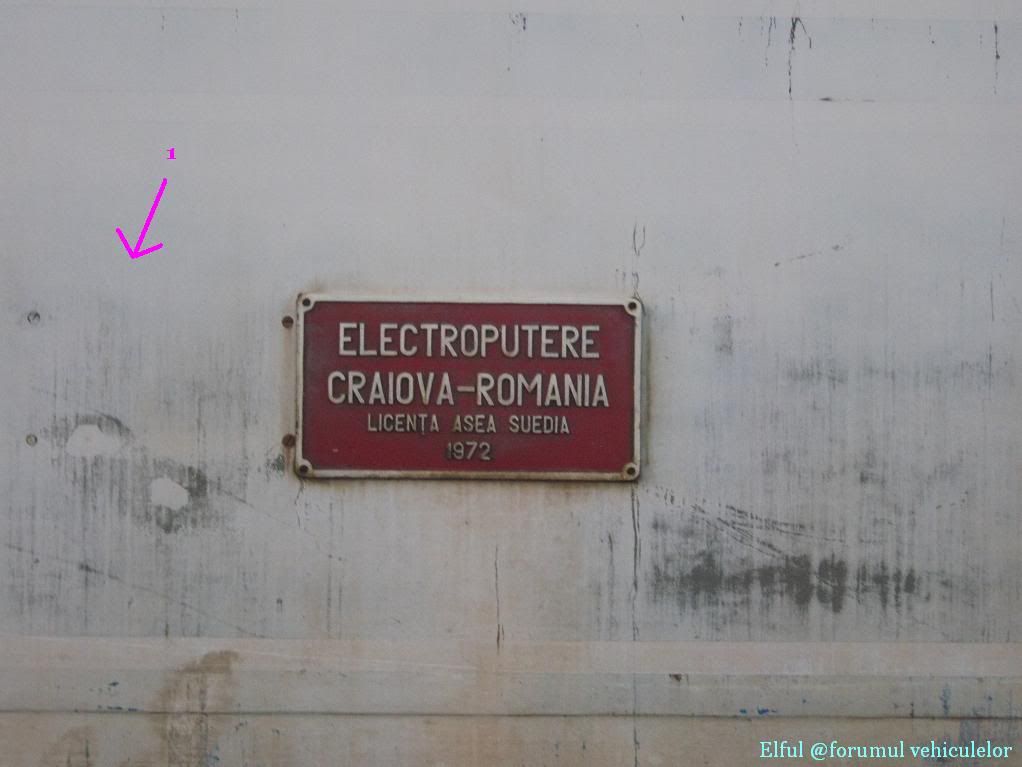 1
ELECTROPUTERE
CRAIOVA-ROMANIA
LICENȚA ASEA SUEDIA
1972
Elful @forumul vehiculelor